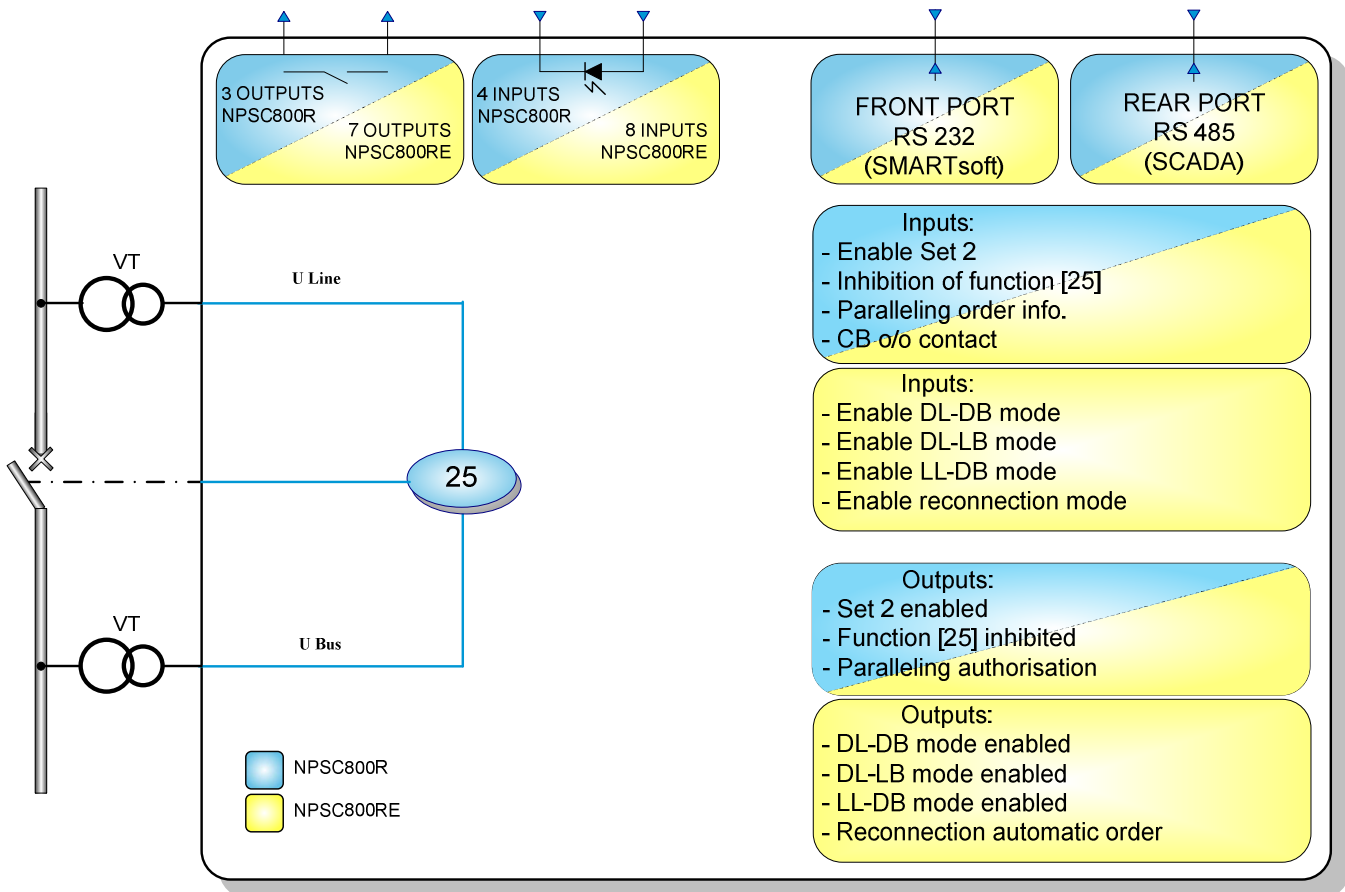 3 OUTPUTS
NPSC800R
7 OUTPUTS
NPSC800RE
4 INPUTS
NPSC800R
8 INPUTS
NPSC800RE
FRONT PORT
RS 232
(SMARTsoft)
REAR PORT
RS 485
(SCADA)
VT
U Line
25
VT
U Bus
Inputs:
- Enable Set 2
- Inhibition of function [25]
- Paralleling order info.
- CB o/o contact
Inputs:
- Enable DL-DB mode
- Enable DL-LB mode
- Enable LL-DB mode
- Enable reconnection mode
Outputs:
- Set 2 enabled
- Function [25] inhibited
- Paralleling authorisation
Outputs:
- DL-DB mode enabled
- DL-LB mode enabled
- LL-DB mode enabled
- Reconnection automatic order
NPSC800R
NPSC800RE